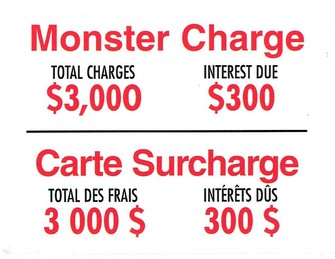 Monster Charge
TOTAL CHARGES INTEREST DUE
$3,000 $300
Carte Surcharge
TOTAL DES FRAIS INTÉRÊTS DÛS
3 000 $ 300 $